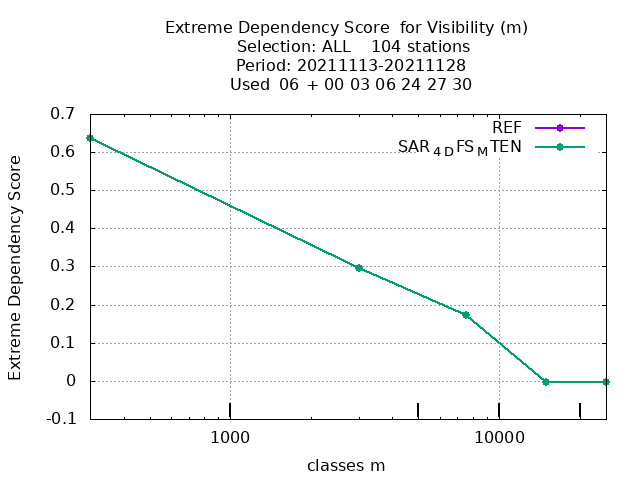 Extreme Dependency Score  for Visibility (m)
Selection: ALL    104 stations
Period: 20211113-20211128
Used  06  + 00 03 06 24 27 30
0.7
0.6
0.5
0.4
0.3
0.2
0.1
0
-0.1
Extreme Dependency Score
REF
SAR4DFSMTEN
1000
10000
classes m